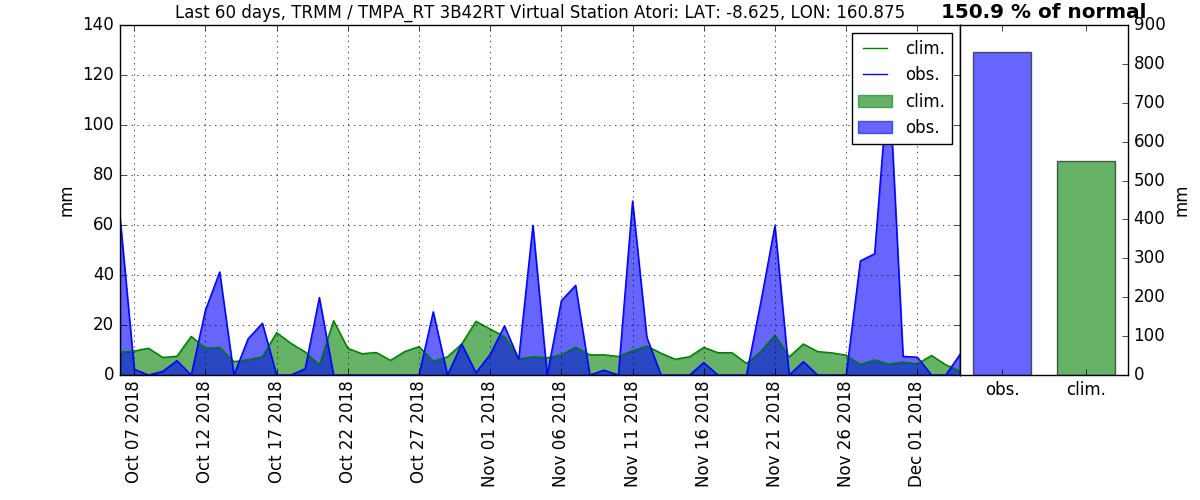 Last 60 days, TRMM / TMPA_RT 3B42RT Virtual Station Atori: LAT: -8.625, LON: 160.875
150.9 % of normal
140
120
100
80
60
40
20
0
mm
clim.
obs.
clim.
obs.
900
800
700
600
500
400
300
200
100
0
mm
Oct 07 2018
Oct 12 2018
Oct 17 2018
Oct 22 2018
Oct 27 2018
Nov 01 2018
Nov 06 2018
Nov 11 2018
Nov 16 2018
Nov 21 2018
Nov 26 2018
Dec 01 2018
obs.
clim.